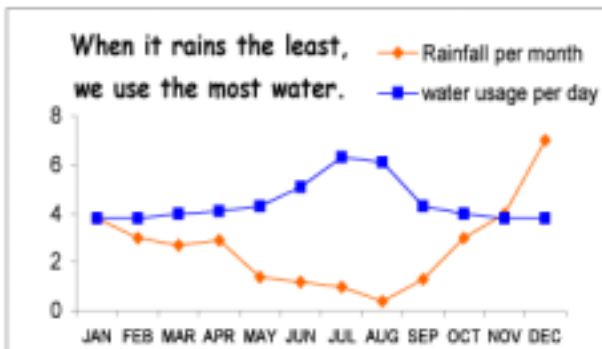 When it rains the least,
we use the most water.
Rainfall per month
water usage per day
8
6
4
2
0
JAN FEB MAR APR MAY JUN JUL AUG SEP OCT NOV DEC